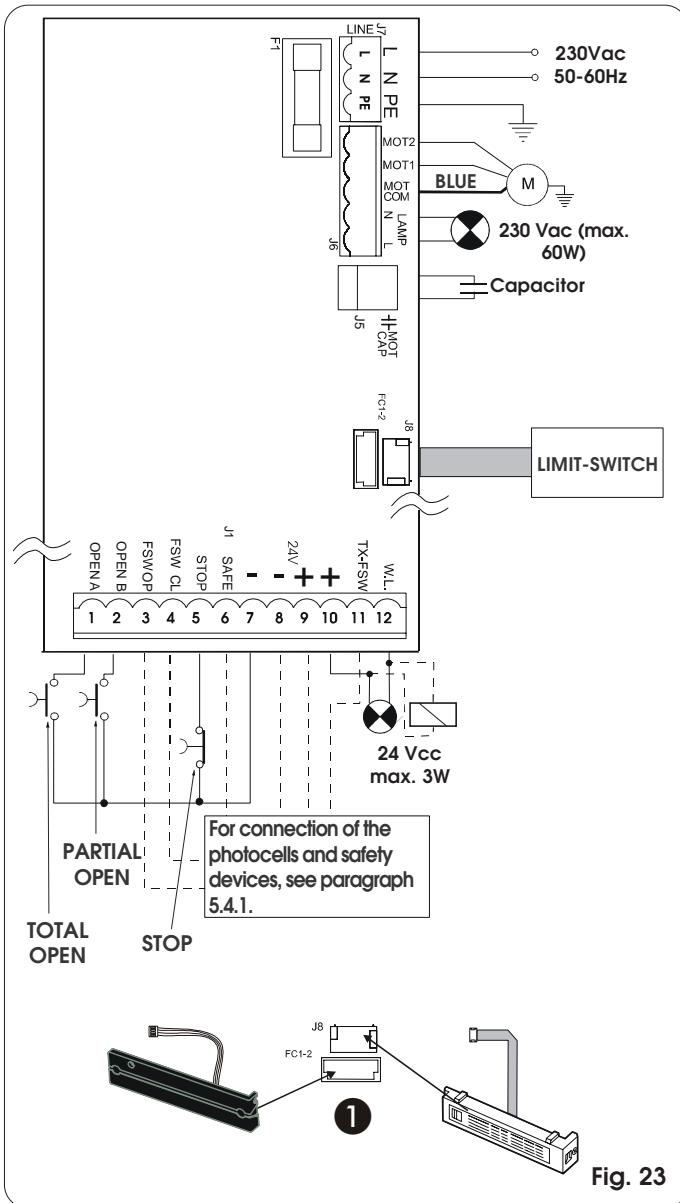 LINE
J7
F1
L
N
PE
L
N
PE
230Vac
50-60Hz
MOT2
MOT1
MOT
COM
BLUE
M
N
LAMP
L
J6
230 Vac (max.
60W)
Capacitor
J5
MOT
CAP
FC1-2
J8
LIMIT-SWITCH
J1
OPEN A
OPEN B
FSW OP
FSW CL
STOP
SAFE
-
-
24V
+
+
TX-FSW
W.L.
1 2 3 4 5 6 7 8 9 10 11 12
24 Vcc
max. 3W
For connection of the
photocells and safety
devices, see paragraph
5.4.1.
PARTIAL
OPEN
TOTAL
OPEN
STOP
J8
FC1-2
1
Fig. 23